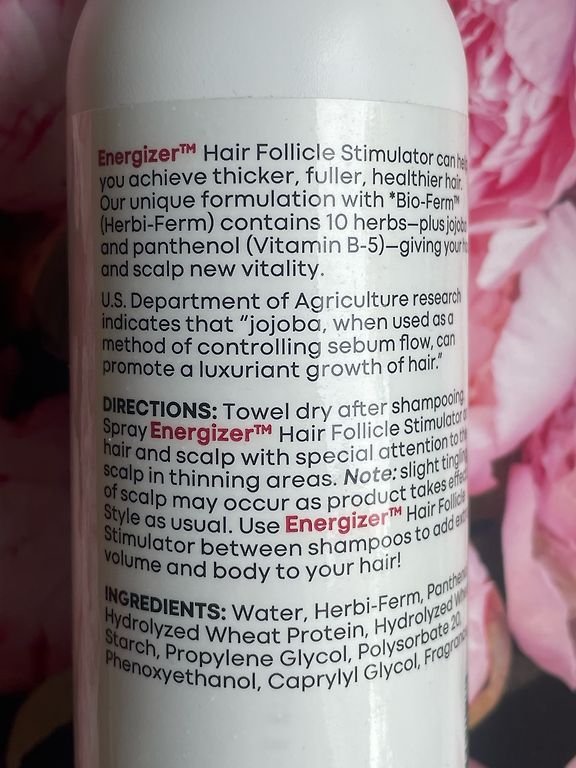 Energizer™ Hair Follicle Stimulator can
you achieve thicker, fuller, healthier hair.
Our unique formulation with *Bio-Ferm™
(Herbi-Ferm) contains 10 herbs—plus jojoba
and panthenol (Vitamin B-5)—giving your
and scalp new vitality.
U.S. Department of Agriculture research
indicates that "jojoba, when used as a
method of controlling sebum flow, can
promote a luxuriant growth of hair."
DIRECTIONS: Towel dry after shampooing.
Spray Energizer™ Hair Follicle Stimulator
hair and scalp with special attention to
scalp in thinning areas. Note: slight
of scalp may occur as product takes
Style as usual. Use Energizer™ Hair Follicle
Stimulator between shampoos to add
volume and body to your hair!
INGREDIENTS: Water, Herbi-Ferm,
Hydrolyzed Wheat Protein, Hydrolyzed
Starch, Propylene Glycol, Polysorbate 20,
Phenoxyethanol, Caprylyl Glycol,